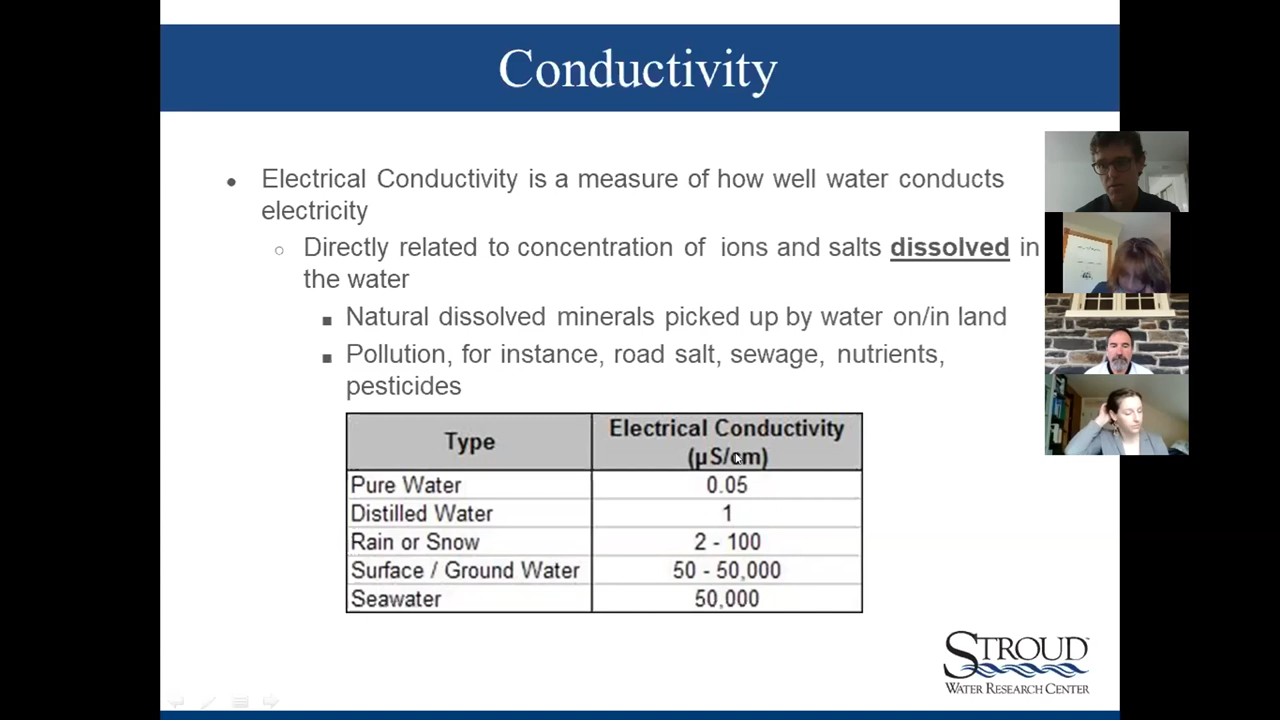 Conductivity
• Electrical Conductivity is a measure of how well water conducts
electricity
○ Directly related to concentration of ions and salts dissolved in
the water
■ Natural dissolved minerals picked up by water on/in land
■ Pollution, for instance, road salt, sewage, nutrients,
pesticides
Type Electrical Conductivity
(µS/cm)
Pure Water 0.05
Distilled Water 1
Rain or Snow 2 - 100
Surface / Ground Water 50 - 50,000
Seawater 50,000
STROUD
WATER RESEARCH CENTER